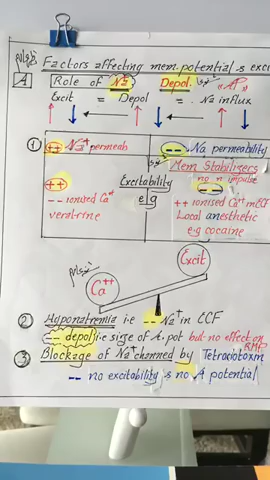 Factors affecting mem. potential & exc
A Role of Na Depol. "AP"
Excit = Depol = Na influx
① ++ Na+ permeab
-- Na permeability
Mem Stabilizers
no n impulse
++
-- ionised Ca++
veratrine
Excitability
e.g
--
++ ionised Ca++ in ECF
Local anesthetic
e.g cocaine
Excit
Ca++
② Hyponatremia i.e -- Na+ in ECF
-- depol i.e size of A. pot but no effect on
RMP
③ Blockage of Na+ channel by Tetrodotoxin
-- no excitability & no A potential